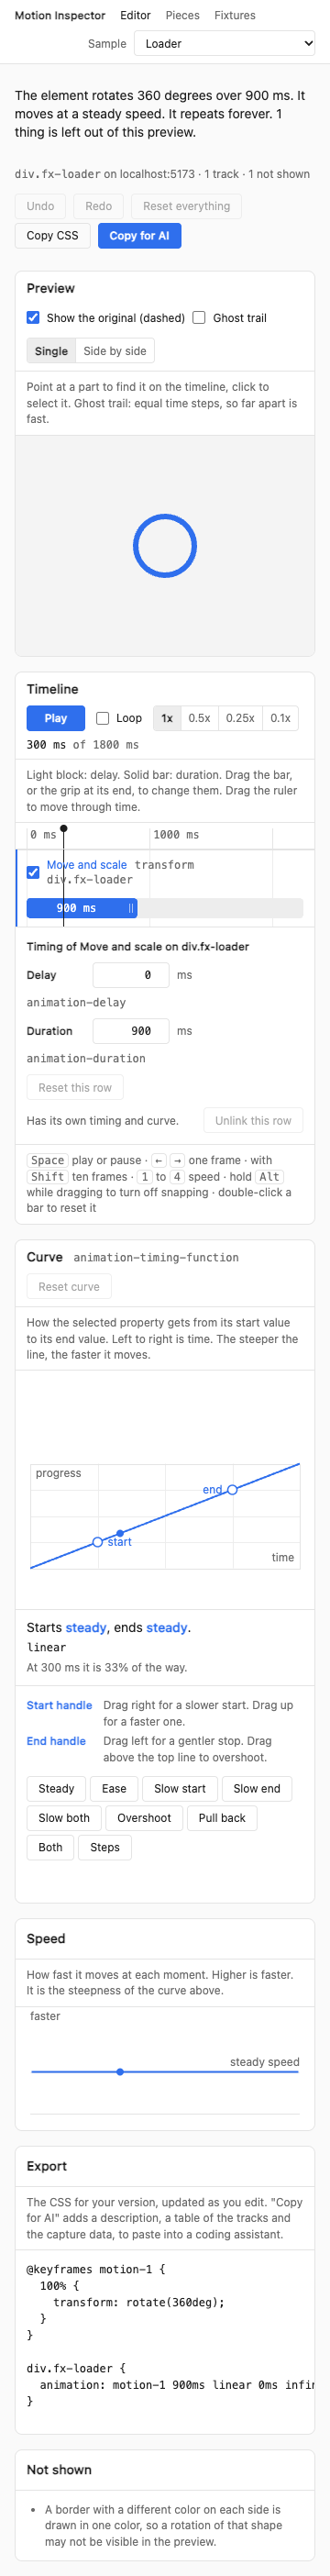 Motion Inspector Editor Pieces Fixtures
Sample Loader
The element rotates 360 degrees over 900 ms. It
moves at a steady speed. It repeats forever. 1
thing is left out of this preview.
div.fx-loader on localhost:5173 · 1 track · 1 not shown
Undo Redo Reset everything
Copy CSS Copy for AI
Preview
Show the original (dashed) Ghost trail
Single Side by side
Point at a part to find it on the timeline, click to
select it. Ghost trail: equal time steps, so far apart is
fast.
Timeline
Play Loop 1x 0.5x 0.25x 0.1x
300 ms of 1800 ms
Light block: delay. Solid bar: duration. Drag the bar,
or the grip at its end, to change them. Drag the ruler
to move through time.
0 ms 1000 ms
Move and scale transform
div.fx-loader
900 ms
Timing of Move and scale on div.fx-loader
Delay 0 ms
animation-delay
Duration 900 ms
animation-duration
Reset this row
Has its own timing and curve. Unlink this row
Space play or pause · ← → one frame · with
Shift ten frames · 1 to 4 speed · hold Alt
while dragging to turn off snapping · double-click a
bar to reset it
Curve animation-timing-function
Reset curve
How the selected property gets from its start value
to its end value. Left to right is time. The steeper the
line, the faster it moves.
progress
end
start
time
Starts steady, ends steady.
linear
At 300 ms it is 33% of the way.
Start handle Drag right for a slower start. Drag up
for a faster one.
End handle Drag left for a gentler stop. Drag
above the top line to overshoot.
Steady Ease Slow start Slow end
Slow both Overshoot Pull back
Both Steps
Speed
How fast it moves at each moment. Higher is faster.
It is the steepness of the curve above.
faster
steady speed
Export
The CSS for your version, updated as you edit. "Copy
for AI" adds a description, a table of the tracks and
the capture data, to paste into a coding assistant.
@keyframes motion-1 {
100% {
transform: rotate(360deg);
}
}
div.fx-loader {
animation: motion-1 900ms linear 0ms infin
}
Not shown
• A border with a different color on each side is
drawn in one color, so a rotation of that shape
may not be visible in the preview.